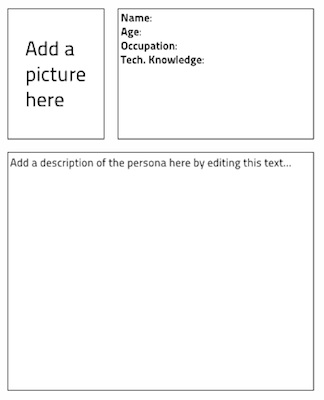 Add a
picture
here
Name:
Age:
Occupation:
Tech. Knowledge:
Add a description of the persona here by editing this text...